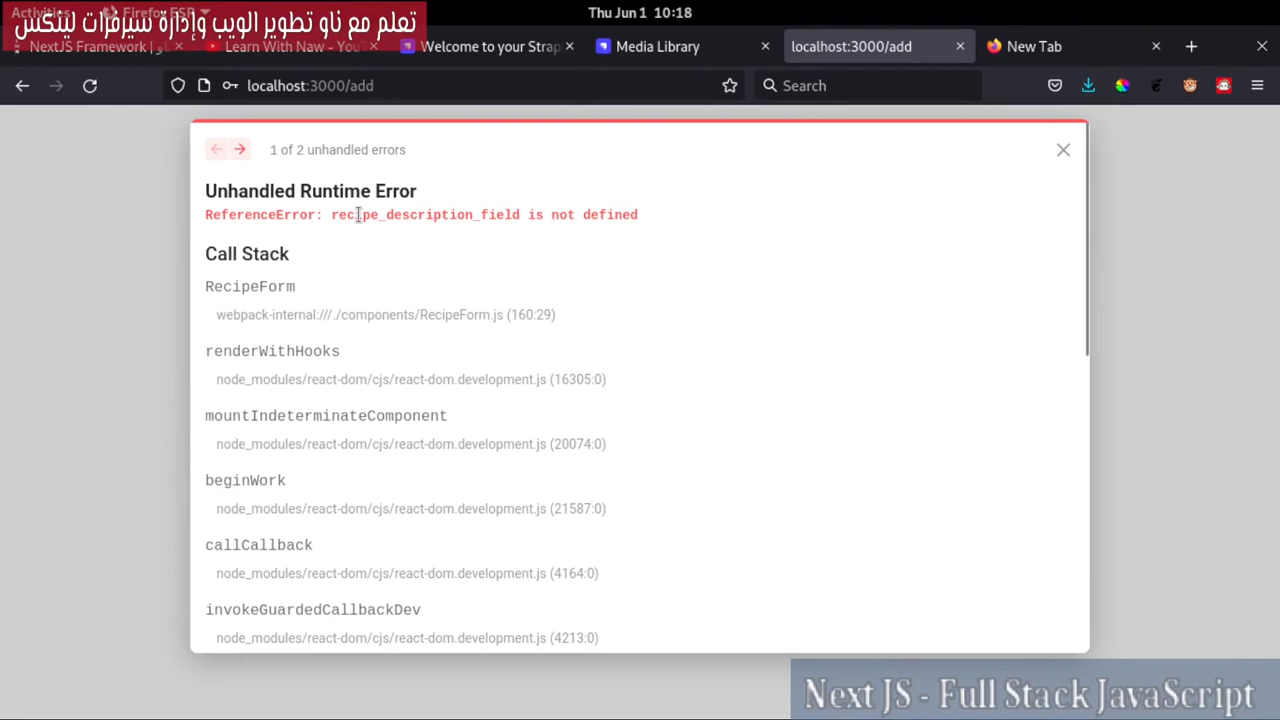 Activities Firefox ESR Thu Jun 1 10:18
تعلم مع ناو تطوير الويب وإدارة سيرفرات لينكس
NextJS Framework | ناو Learn With Naw - You Welcome to your Strap Media Library localhost:3000/add New Tab
localhost:3000/add Search
1 of 2 unhandled errors
Unhandled Runtime Error
ReferenceError: recipe_description_field is not defined
Call Stack
RecipeForm
webpack-internal:///./components/RecipeForm.js (160:29)
renderWithHooks
node_modules/react-dom/cjs/react-dom.development.js (16305:0)
mountIndeterminateComponent
node_modules/react-dom/cjs/react-dom.development.js (20074:0)
beginWork
node_modules/react-dom/cjs/react-dom.development.js (21587:0)
callCallback
node_modules/react-dom/cjs/react-dom.development.js (4164:0)
invokeGuardedCallbackDev
node_modules/react-dom/cjs/react-dom.development.js (4213:0)
Next JS - Full Stack JavaScript